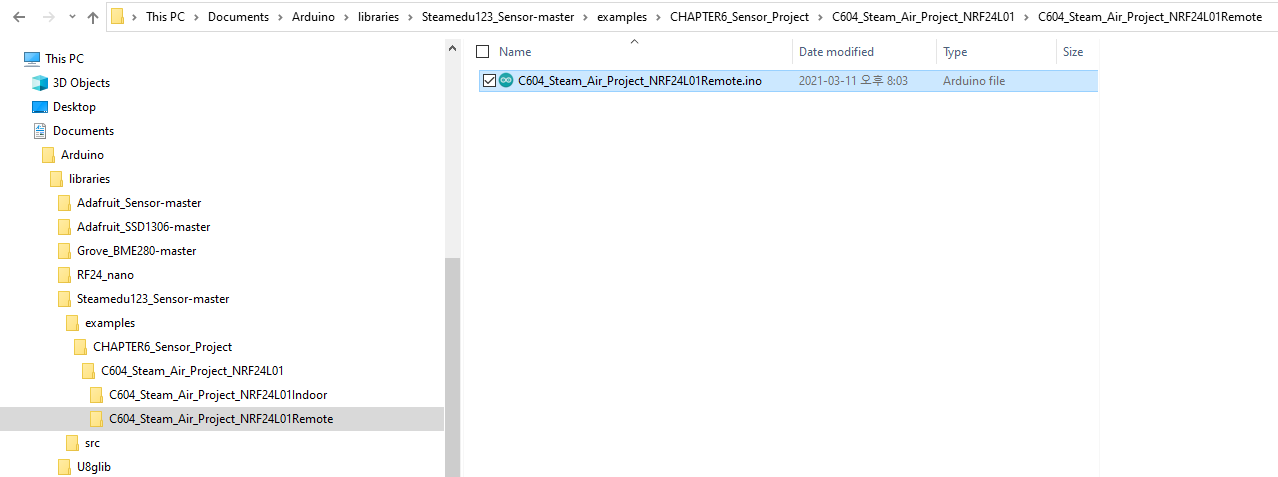 This PC > Documents > Arduino > libraries > Steamedu123_Sensor-master > examples > CHAPTER6_Sensor_Project > C604_Steam_Air_Project_NRF24L01 > C604_Steam_Air_Project_NRF24L01Remote
This PC
3D Objects
Desktop
Documents
Arduino
libraries
Adafruit_Sensor-master
Adafruit_SSD1306-master
Grove_BME280-master
RF24_nano
Steamedu123_Sensor-master
examples
CHAPTER6_Sensor_Project
C604_Steam_Air_Project_NRF24L01
C604_Steam_Air_Project_NRF24L01Indoor
C604_Steam_Air_Project_NRF24L01Remote
src
U8glib
Name Date modified Type Size
C604_Steam_Air_Project_NRF24L01Remote.ino 2021-03-11 오후 8:03 Arduino file